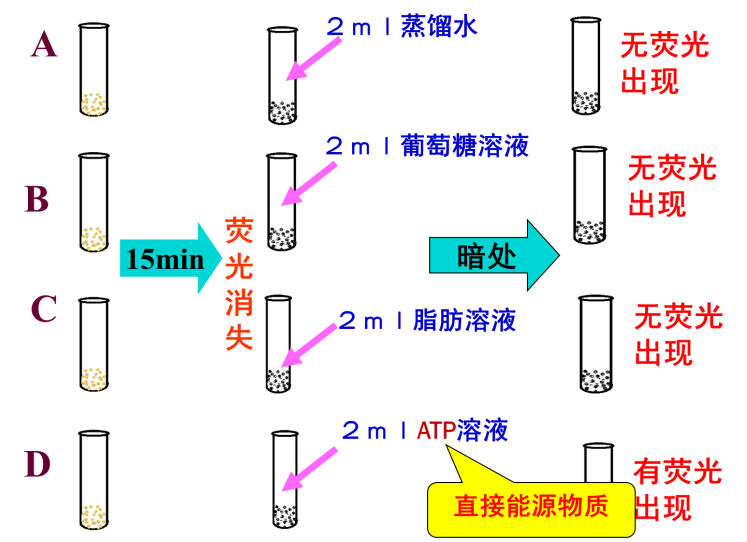 A
２ｍｌ蒸馏水
无荧光
出现
B
２ｍｌ葡萄糖溶液
无荧光
出现
15min
荧
光
消
失
暗处
C
２ｍｌ脂肪溶液
无荧光
出现
D
２ｍｌATP溶液
直接能源物质
有荧光
出现